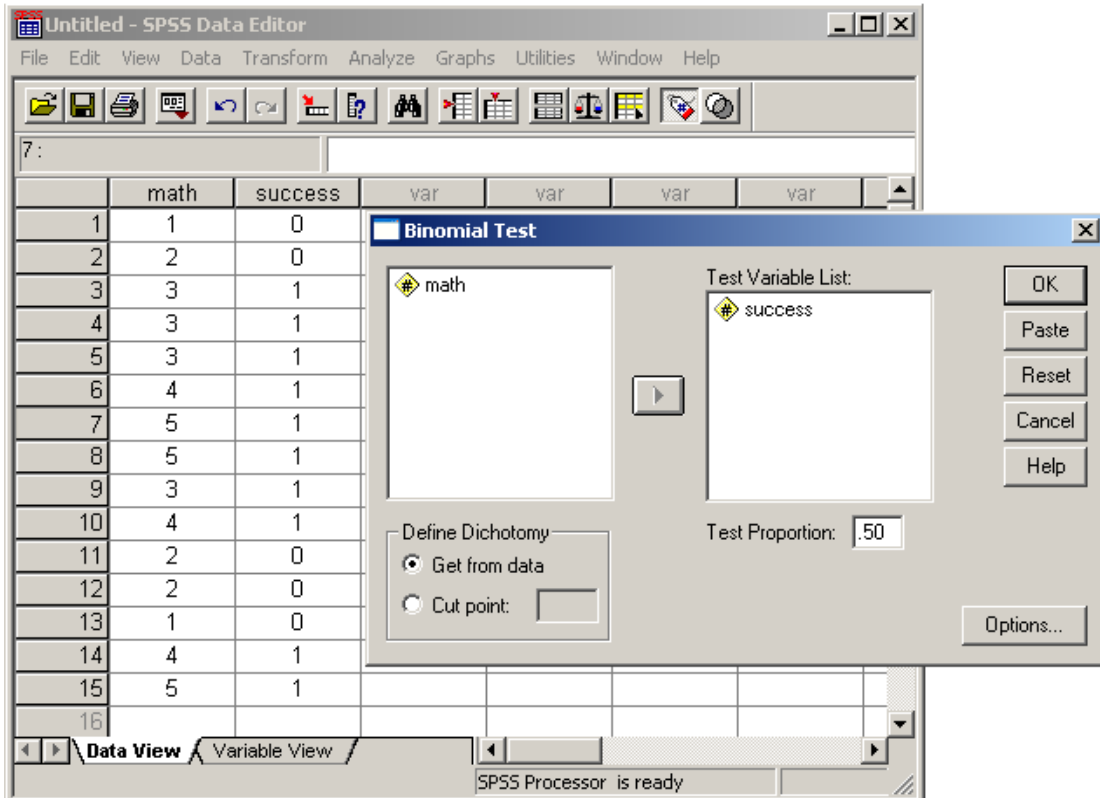 Untitled - SPSS Data Editor
File Edit View Data Transform Analyze Graphs Utilities Window Help
7 :
math success var var var var
1 1 0
2 2 0
3 3 1
4 3 1
5 3 1
6 4 1
7 5 1
8 5 1
9 3 1
10 4 1
11 2 0
12 2 0
13 1 0
14 4 1
15 5 1
16
Data View Variable View
SPSS Processor is ready
Binomial Test
math
Test Variable List:
success
OK
Paste
Reset
Cancel
Help
Define Dichotomy
Get from data
Cut point:
Test Proportion: .50
Options...